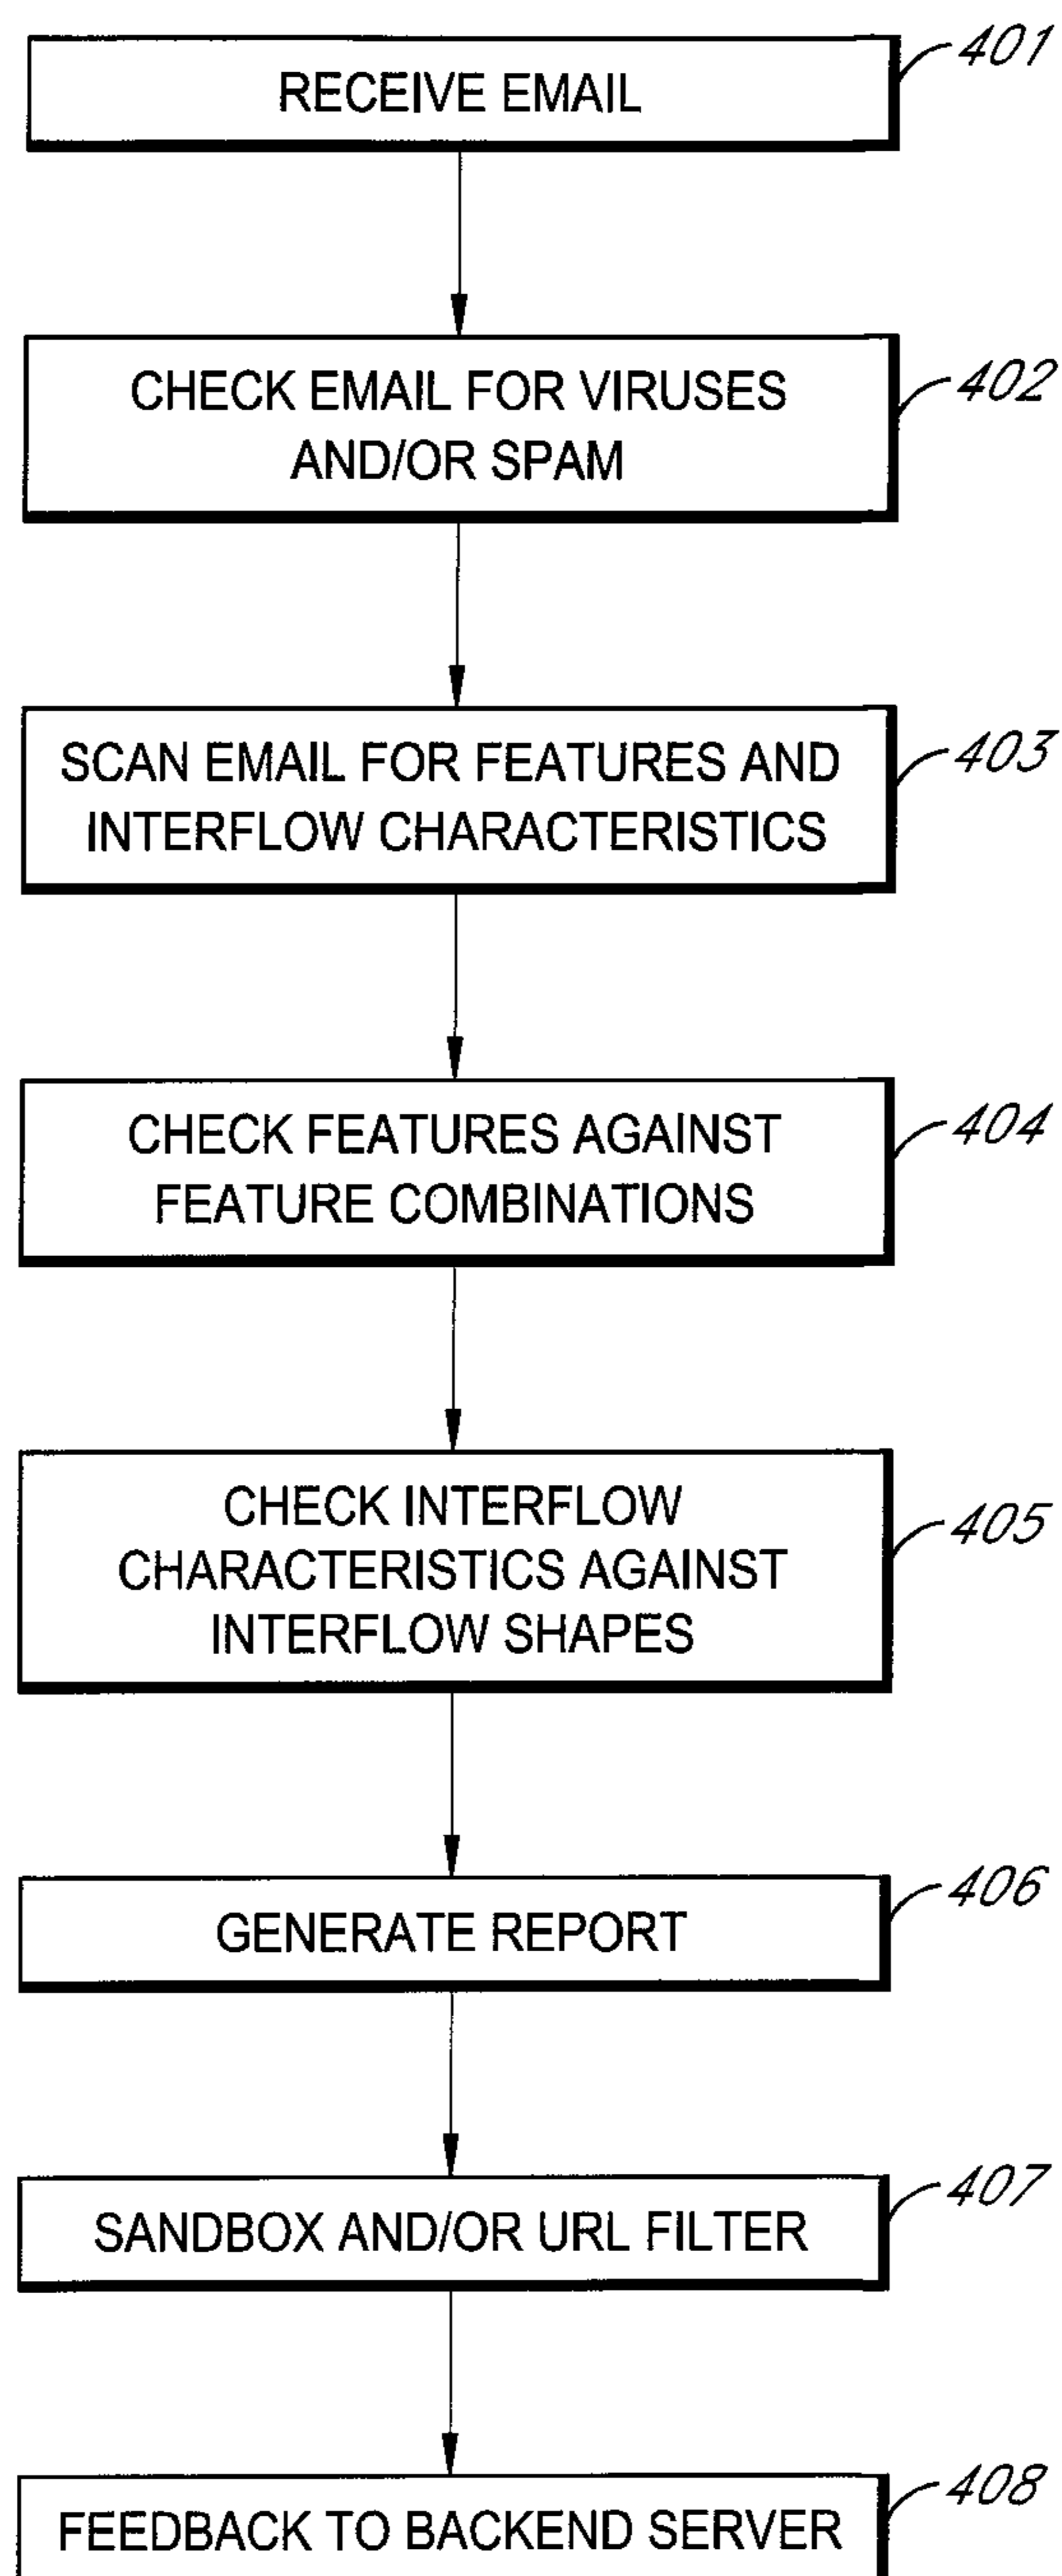 401
RECEIVE EMAIL
402
CHECK EMAIL FOR VIRUSES
AND/OR SPAM
403
SCAN EMAIL FOR FEATURES AND
INTERFLOW CHARACTERISTICS
404
CHECK FEATURES AGAINST
FEATURE COMBINATIONS
405
CHECK INTERFLOW
CHARACTERISTICS AGAINST
INTERFLOW SHAPES
406
GENERATE REPORT
407
SANDBOX AND/OR URL FILTER
408
FEEDBACK TO BACKEND SERVER